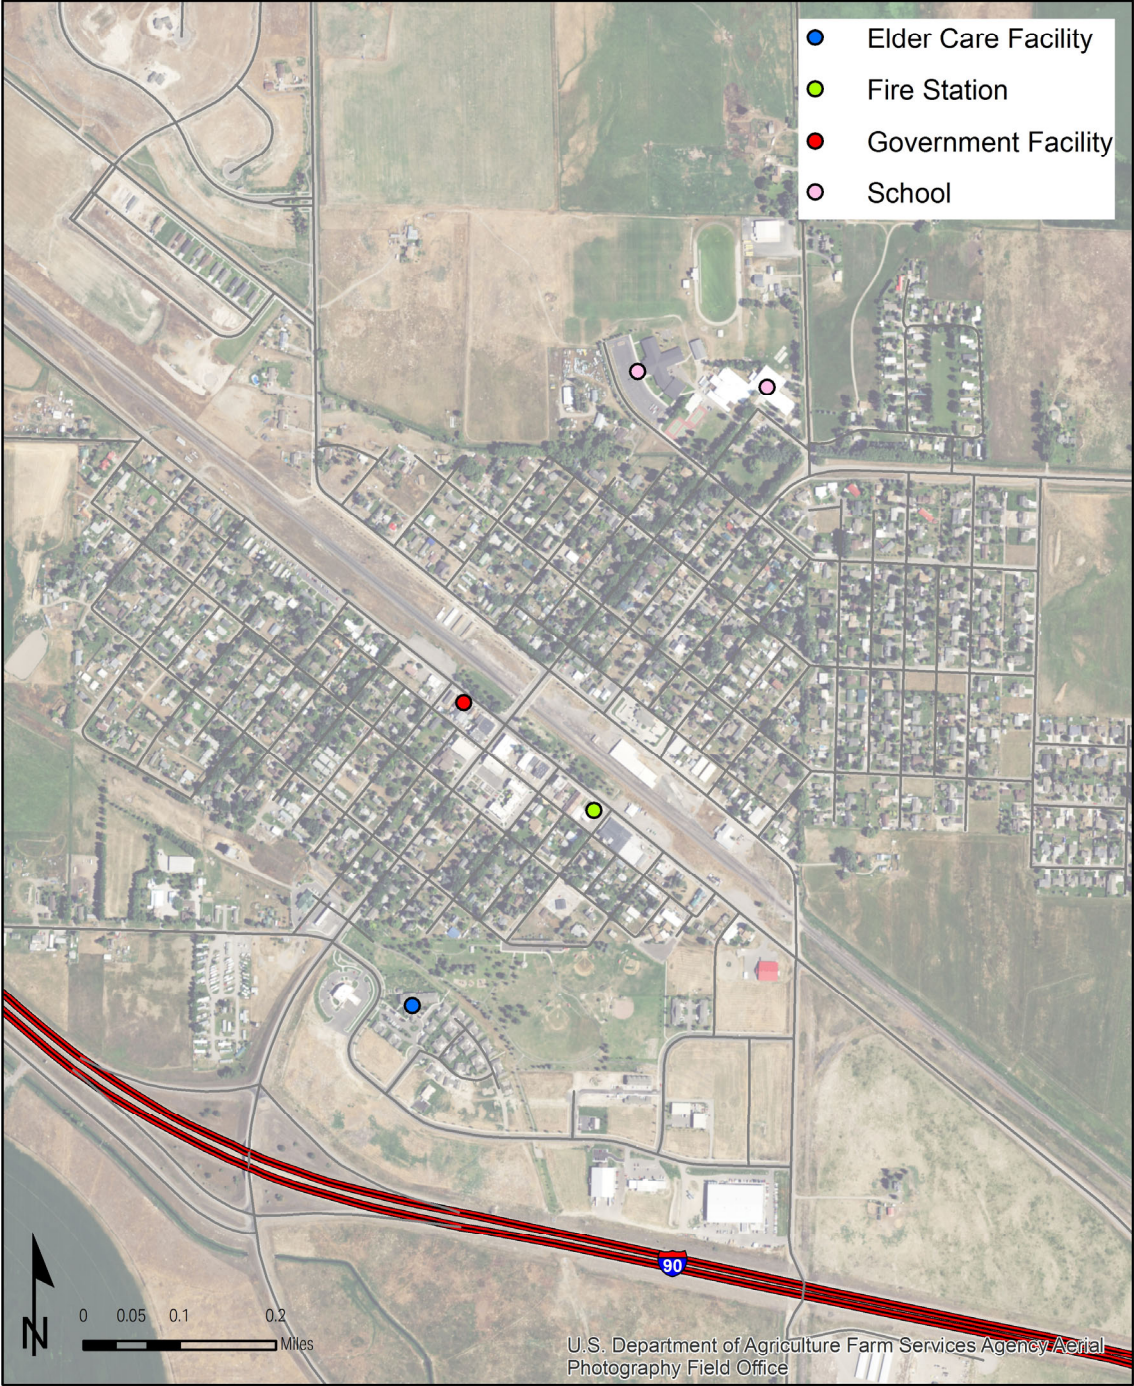 Elder Care Facility
Fire Station
Government Facility
School
90
N
0 0.05 0.1 0.2
Miles
U.S. Department of Agriculture Farm Services Agency Aerial
Photography Field Office